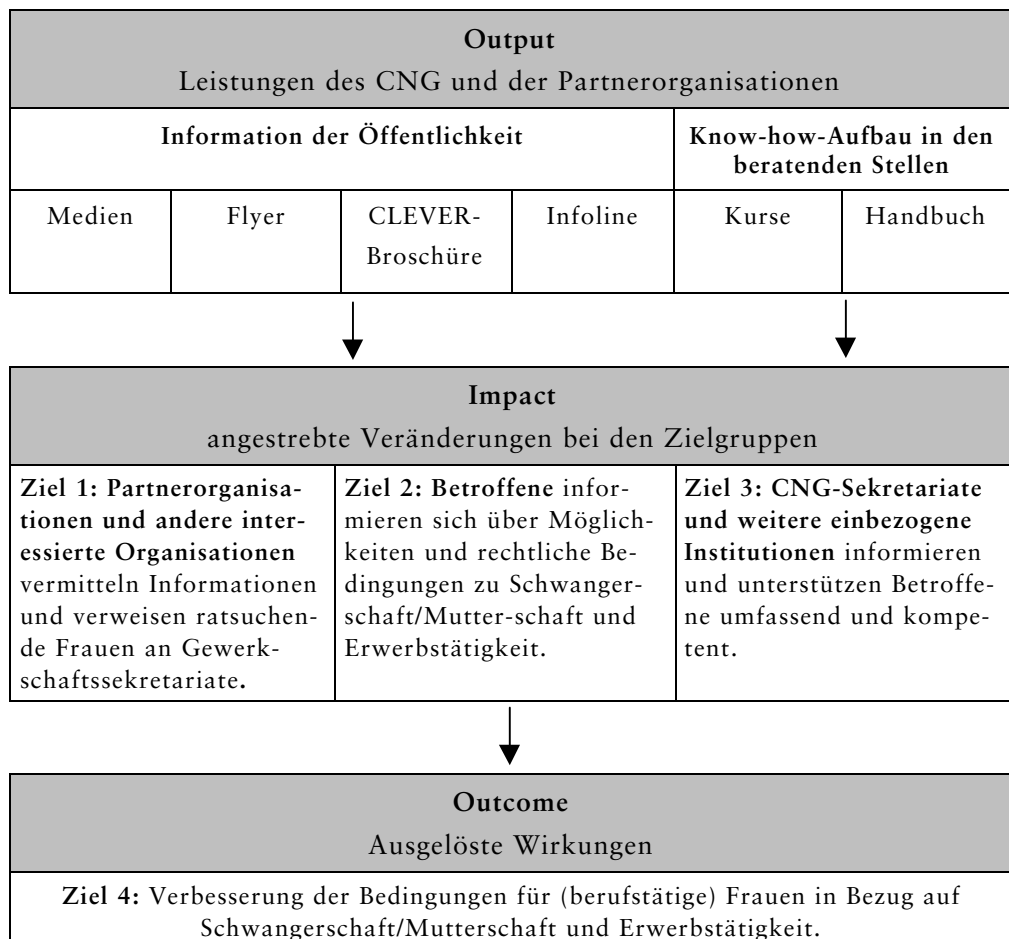 Output
Leistungen des CNG und der Partnerorganisationen
Information der Öffentlichkeit
Know-how-Aufbau in den
beratenden Stellen
Medien
Flyer
CLEVER-
Broschüre
Infoline
Kurse
Handbuch
Impact
angestrebte Veränderungen bei den Zielgruppen
Ziel 1: Partnerorganisa-
tionen und andere inter-
essierte Organisationen
vermitteln Informationen
und verweisen ratsuchen-
de Frauen an Gewerk-
schaftssekretariate.
Ziel 2: Betroffene infor-
mieren sich über Möglich-
keiten und rechtliche Be-
dingungen zu Schwanger-
schaft/Mutter-schaft und
Erwerbstätigkeit.
Ziel 3: CNG-Sekretariate
und weitere einbezogene
Institutionen informieren
und unterstützen Betroffe-
ne umfassend und kompe-
tent.
Outcome
Ausgelöste Wirkungen
Ziel 4: Verbesserung der Bedingungen für (berufstätige) Frauen in Bezug auf
Schwangerschaft/Mutterschaft und Erwerbstätigkeit.